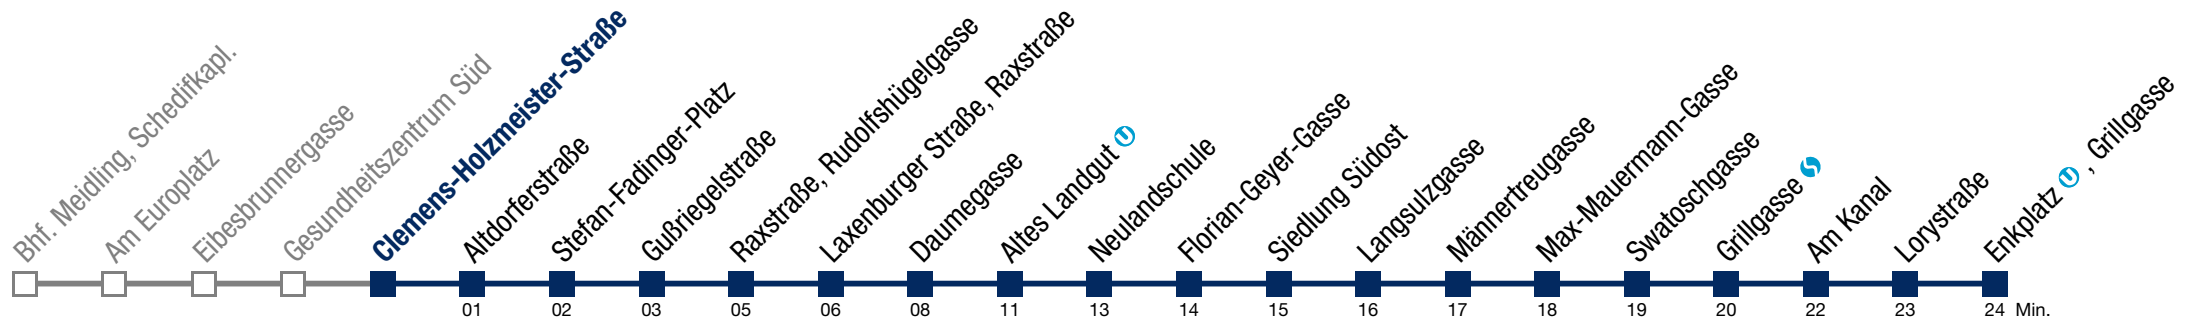 Bhf. Meidling, Schedifkapl.
Am Europlatz
Eibesbrunnergasse
Gesundheitszentrum Süd
Clemens-Holzmeister-Straße
Altdorferstraße
Stefan-Fadinger-Platz
Gußriegelstraße
Raxstraße, Rudolfshügelgasse
Laxenburger Straße, Raxstraße
Daumegasse
Altes Landgut U
Neulandschule
Florian-Geyer-Gasse
Siedlung Südost
Langsulzgasse
Männertreugasse
Max-Mauermann-Gasse
Swatoschgasse
Grillgasse S
Am Kanal
Lorystraße
Enkplatz U , Grillgasse
01 02 03 05 06 08 11 13 14 15 16 17 18 19 20 22 23 24 Min.